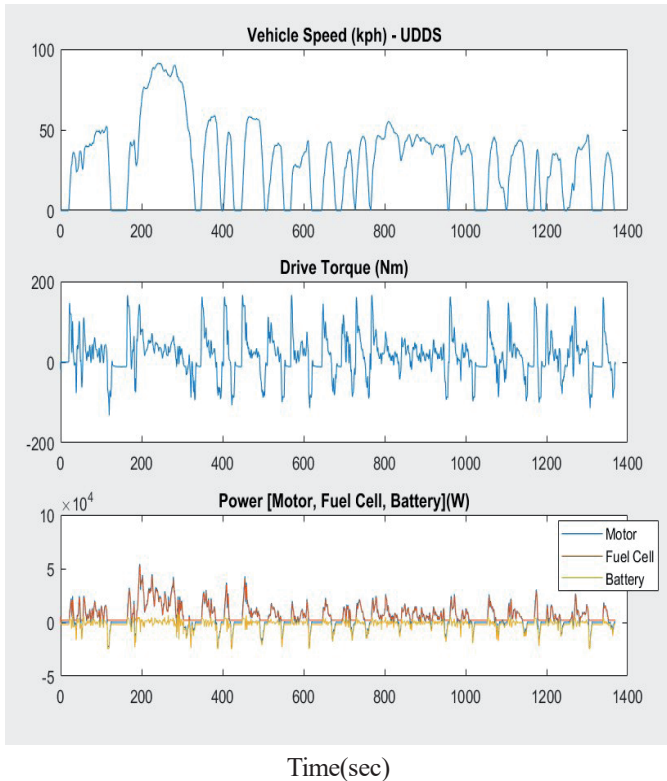 Vehicle Speed (kph) - UDDS
100
50
0
0 200 400 600 800 1000 1200 1400
Drive Torque (Nm)
200
0
-200
0 200 400 600 800 1000 1200 1400
×10⁴ Power [Motor, Fuel Cell, Battery](W)
10
Motor
Fuel Cell
Battery
5
0
-5
0 200 400 600 800 1000 1200 1400
Time(sec)